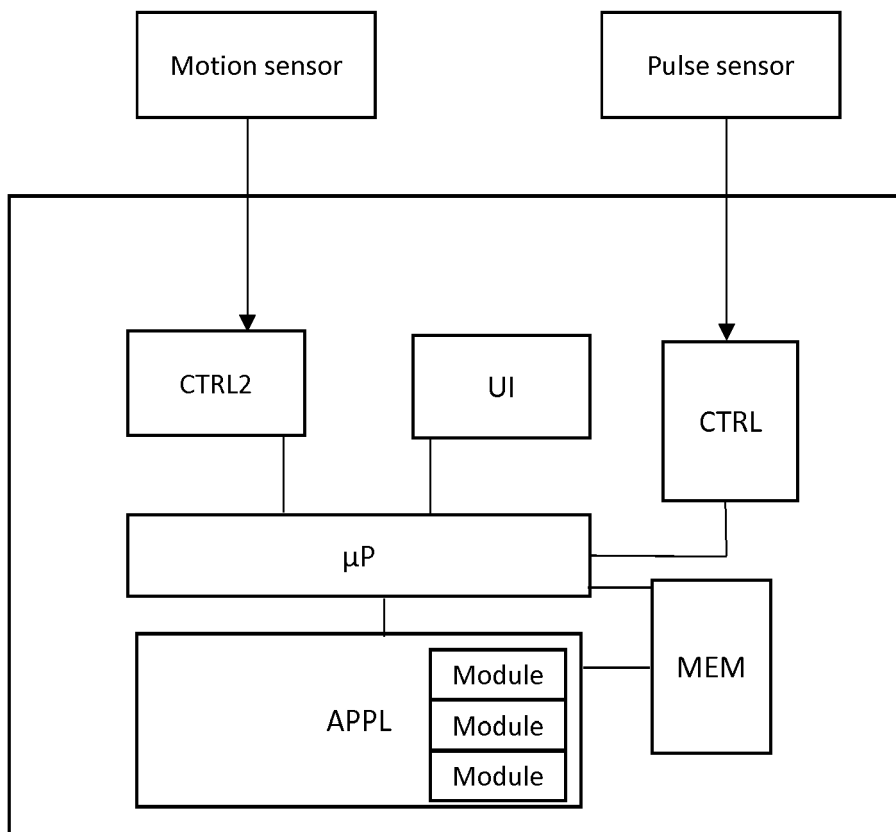 Motion sensor
Pulse sensor
CTRL2
UI
CTRL
µP
MEM
APPL
Module
Module
Module